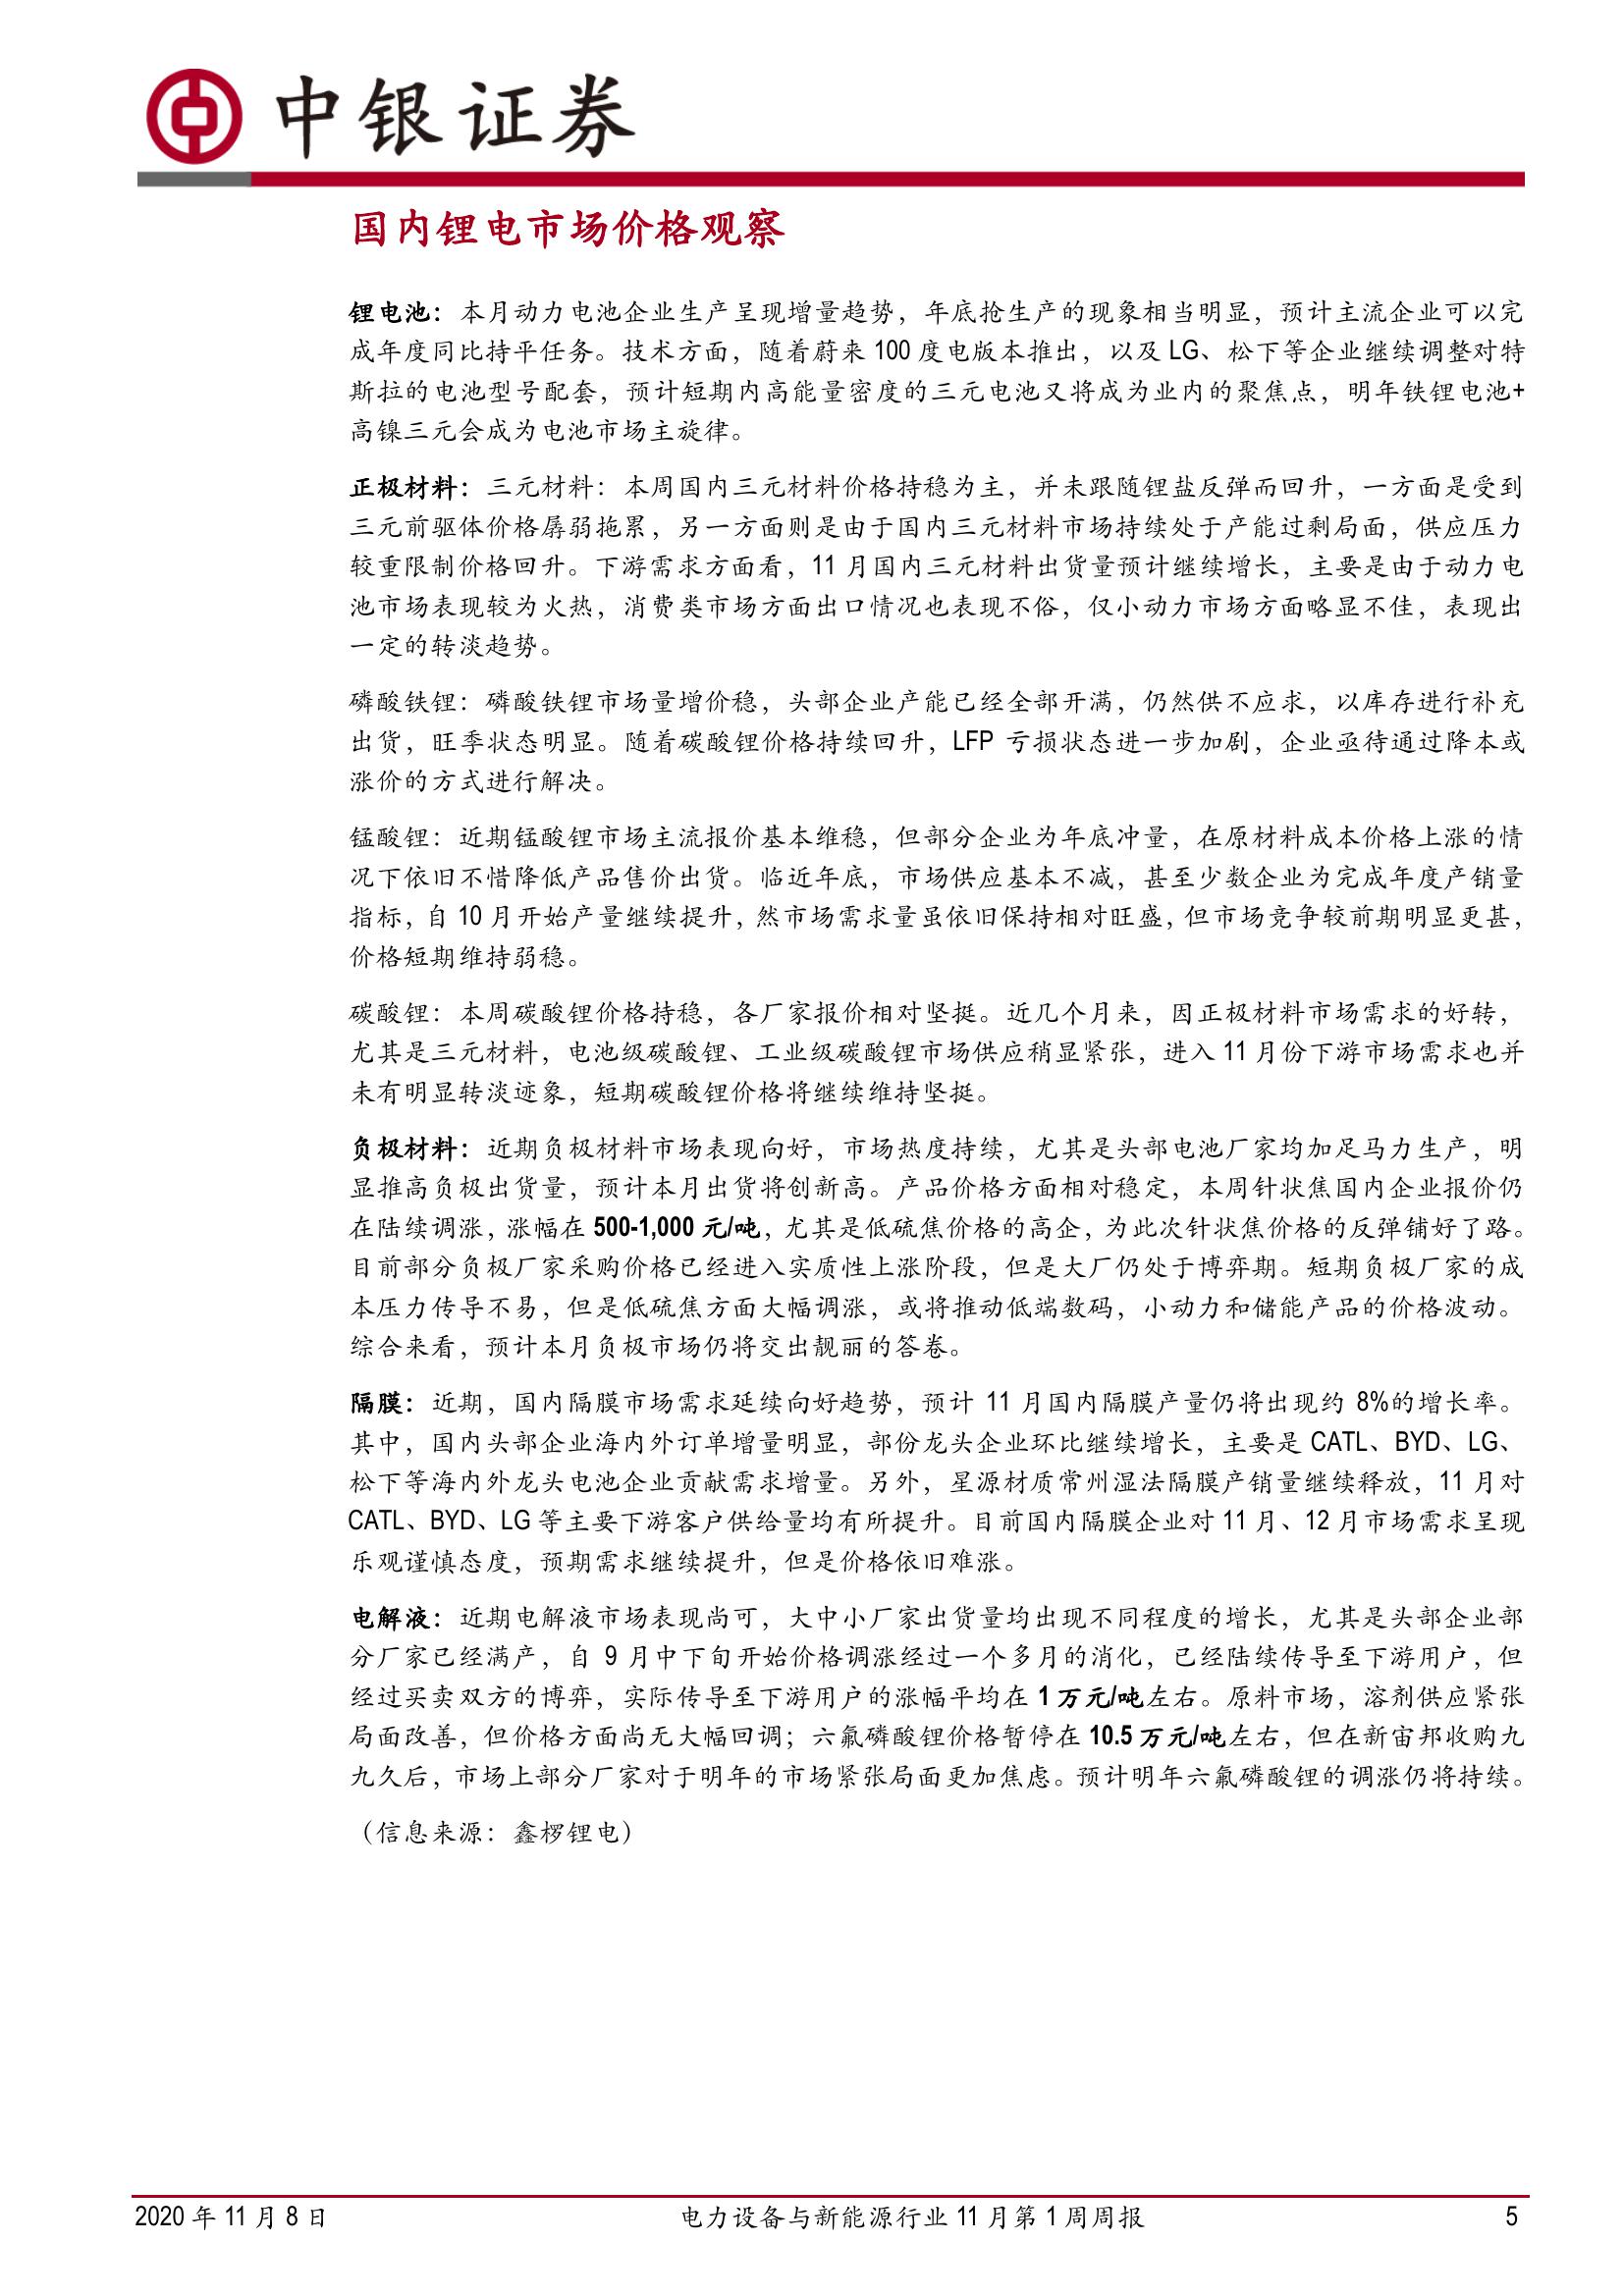 中银证券
国内锂电市场价格观察
锂电池：本月动力电池企业生产呈现增量趋势，年底抢生产的现象相当明显，预计主流企业可以完
成年度同比持平任务。技术方面，随着蔚来 100 度电版本推出，以及 LG、松下等企业继续调整对特
斯拉的电池型号配套，预计短期内高能量密度的三元电池又将成为业内的聚焦点，明年铁锂电池+
高镍三元会成为电池市场主旋律。
正极材料：三元材料：本周国内三元材料价格持稳为主，并未跟随锂盐反弹而回升，一方面是受到
三元前驱体价格孱弱拖累，另一方面则是由于国内三元材料市场持续处于产能过剩局面，供应压力
较重限制价格回升。下游需求方面看，11 月国内三元材料出货量预计继续增长，主要是由于动力电
池市场表现较为火热，消费类市场方面出口情况也表现不俗，仅小动力市场方面略显不佳，表现出
一定的转淡趋势。
磷酸铁锂：磷酸铁锂市场量增价稳，头部企业产能已经全部开满，仍然供不应求，以库存进行补充
出货，旺季状态明显。随着碳酸锂价格持续回升，LFP 亏损状态进一步加剧，企业亟待通过降本或
涨价的方式进行解决。
锰酸锂：近期锰酸锂市场主流报价基本维稳，但部分企业为年底冲量，在原材料成本价格上涨的情
况下依旧不惜降低产品售价出货。临近年底，市场供应基本不减，甚至少数企业为完成年度产销量
指标，自 10 月开始产量继续提升，然市场需求量虽依旧保持相对旺盛，但市场竞争较前期明显更甚，
价格短期维持弱稳。
碳酸锂：本周碳酸锂价格持稳，各厂家报价相对坚挺。近几个月来，因正极材料市场需求的好转，
尤其是三元材料，电池级碳酸锂、工业级碳酸锂市场供应稍显紧张，进入 11 月份下游市场需求也并
未有明显转淡迹象，短期碳酸锂价格将继续维持坚挺。
负极材料：近期负极材料市场表现向好，市场热度持续，尤其是头部电池厂家均加足马力生产，明
显推高负极出货量，预计本月出货将创新高。产品价格方面相对稳定，本周针状焦国内企业报价仍
在陆续调涨，涨幅在 500-1,000 元/吨，尤其是低硫焦价格的高企，为此次针状焦价格的反弹铺好了路。
目前部分负极厂家采购价格已经进入实质性上涨阶段，但是大厂仍处于博弈期。短期负极厂家的成
本压力传导不易，但是低硫焦方面大幅调涨，或将推动低端数码，小动力和储能产品的价格波动。
综合来看，预计本月负极市场仍将交出靓丽的答卷。
隔膜：近期，国内隔膜市场需求延续向好趋势，预计 11 月国内隔膜产量仍将出现约 8%的增长率。
其中，国内头部企业海内外订单增量明显，部份龙头企业环比继续增长，主要是 CATL、BYD、LG、
松下等海内外龙头电池企业贡献需求增量。另外，星源材质常州湿法隔膜产销量继续释放，11 月对
CATL、BYD、LG 等主要下游客户供给量均有所提升。目前国内隔膜企业对 11 月、12 月市场需求呈现
乐观谨慎态度，预期需求继续提升，但是价格依旧难涨。
电解液：近期电解液市场表现尚可，大中小厂家出货量均出现不同程度的增长，尤其是头部企业部
分厂家已经满产，自 9 月中下旬开始价格调涨经过一个多月的消化，已经陆续传导至下游用户，但
经过买卖双方的博弈，实际传导至下游用户的涨幅平均在 1 万元/吨左右。原料市场，溶剂供应紧张
局面改善，但价格方面尚无大幅回调；六氟磷酸锂价格暂停在 10.5 万元/吨左右，但在新宙邦收购九
九久后，市场上部分厂家对于明年的市场紧张局面更加焦虑。预计明年六氟磷酸锂的调涨仍将持续。
（信息来源：鑫椤锂电）
2020 年 11 月 8 日
电力设备与新能源行业 11 月第 1 周周报
5